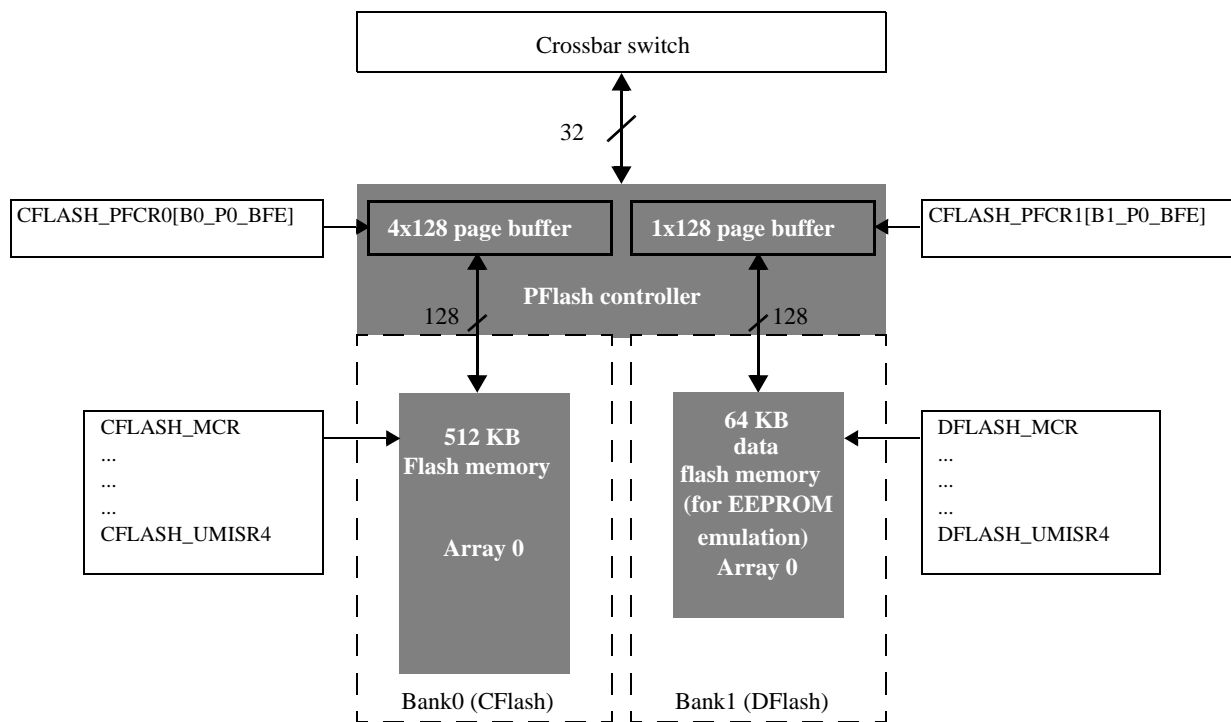 Crossbar switch
32
CFLASH_PFCR0[B0_P0_BFE]
4x128 page buffer
1x128 page buffer
CFLASH_PFCR1[B1_P0_BFE]
PFlash controller
128
128
CFLASH_MCR
...
...
...
CFLASH_UMISR4
512 KB
Flash memory
Array 0
64 KB
data
flash memory
(for EEPROM
emulation)
Array 0
DFLASH_MCR
...
...
...
DFLASH_UMISR4
Bank0 (CFlash)
Bank1 (DFlash)